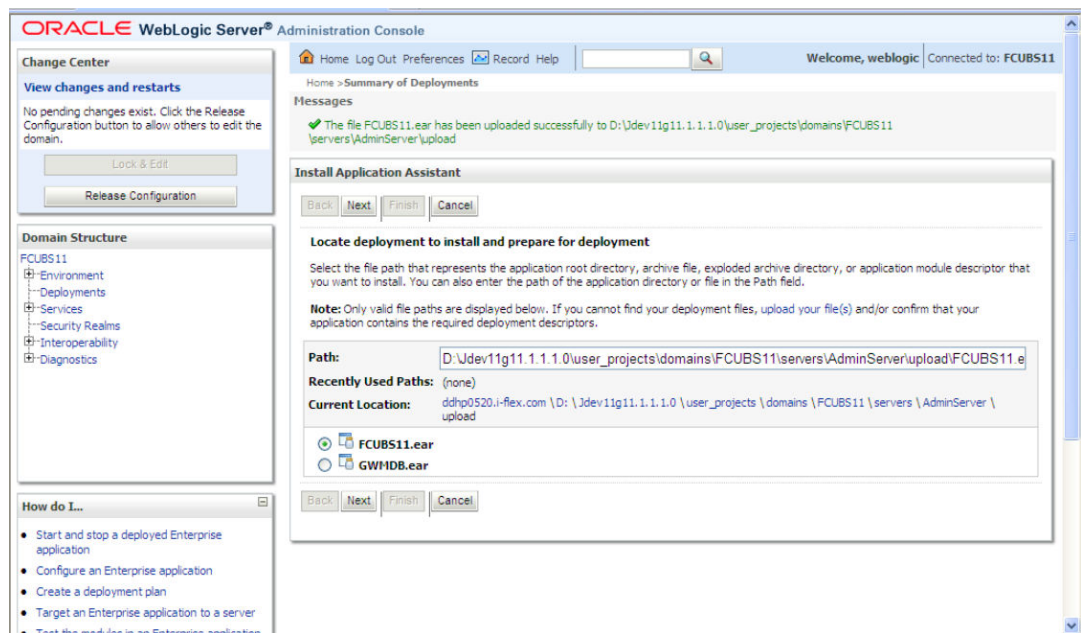 ORACLE WebLogic Server® Administration Console
Change Center
View changes and restarts
No pending changes exist. Click the Release
Configuration button to allow others to edit the
domain.
Lock & Edit
Release Configuration
Domain Structure
FCUBS11
Environment
Deployments
Services
Security Realms
Interoperability
Diagnostics
How do I...
Start and stop a deployed Enterprise
application
Configure an Enterprise application
Create a deployment plan
Target an Enterprise application to a server
Test the modules in an Enterprise application
Home Log Out Preferences Record Help
Welcome, weblogic Connected to: FCUBS11
Home >Summary of Deployments
Messages
The file FCUBS11.ear has been uploaded successfully to D:\Jdev11g11.1.1.1.0\user_projects\domains\FCUBS11
\servers\AdminServer\upload
Install Application Assistant
Back Next Finish Cancel
Locate deployment to install and prepare for deployment
Select the file path that represents the application root directory, archive file, exploded archive directory, or application module descriptor that
you want to install. You can also enter the path of the application directory or file in the Path field.
Note: Only valid file paths are displayed below. If you cannot find your deployment files, upload your file(s) and/or confirm that your
application contains the required deployment descriptors.
Path: D:\Jdev11g11.1.1.1.0\user_projects\domains\FCUBS11\servers\AdminServer\upload\FCUBS11.e
Recently Used Paths: (none)
Current Location: ddhp0520.i-flex.com \D: \Jdev11g11.1.1.1.0 \user_projects \domains \FCUBS11 \servers \AdminServer \
upload
FCUBS11.ear
GWMDB.ear
Back Next Finish Cancel